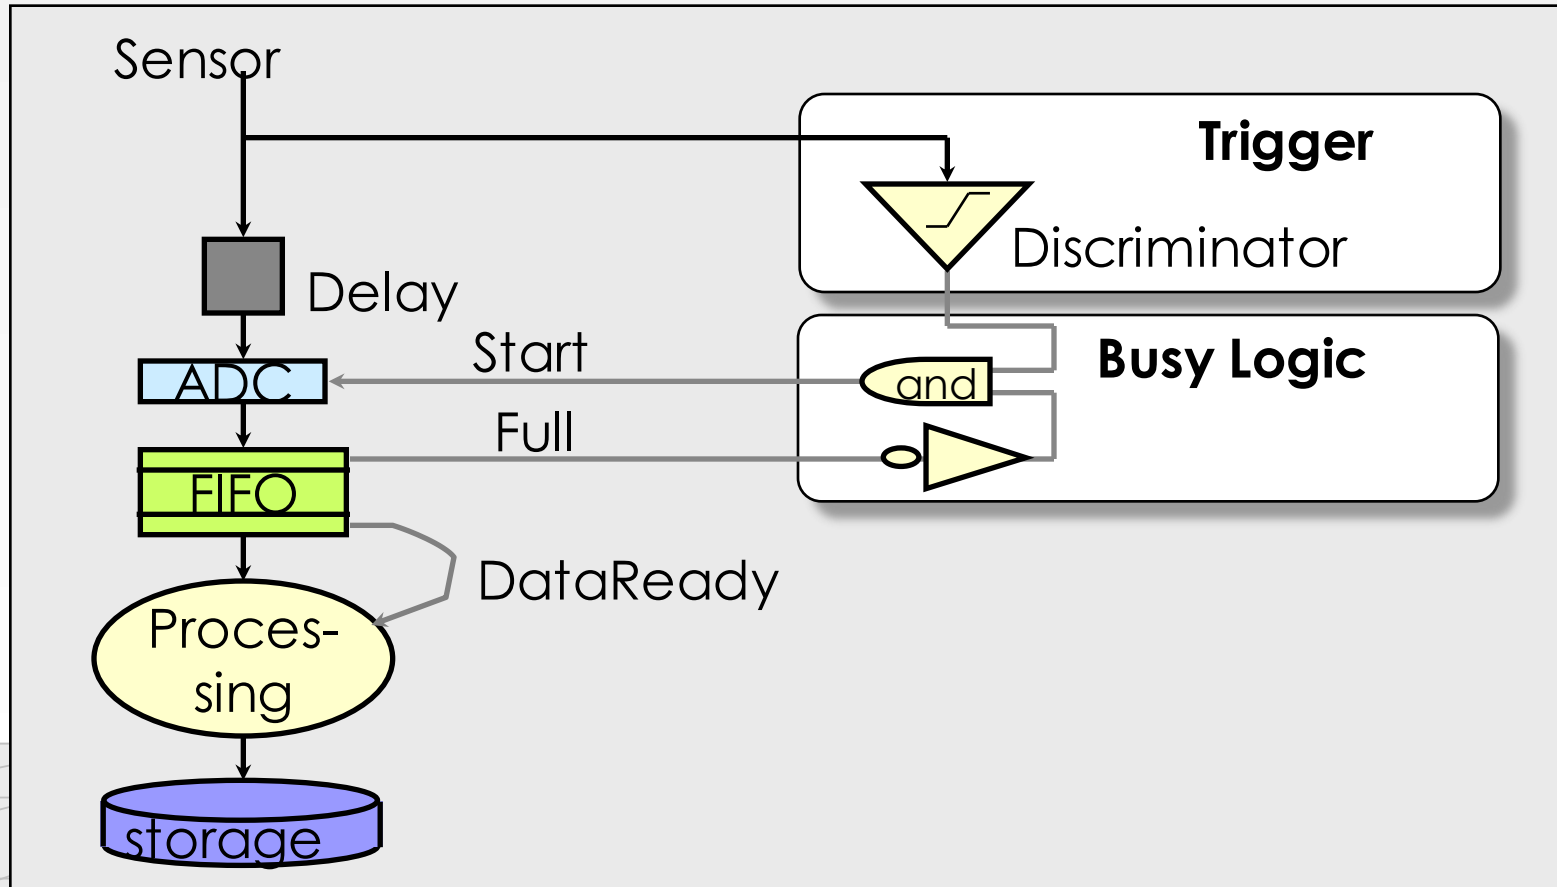 Sensor
Trigger
Discriminator
Delay
Start
Busy Logic
ADC
and
Full
FIFO
DataReady
Proces-
sing
storage